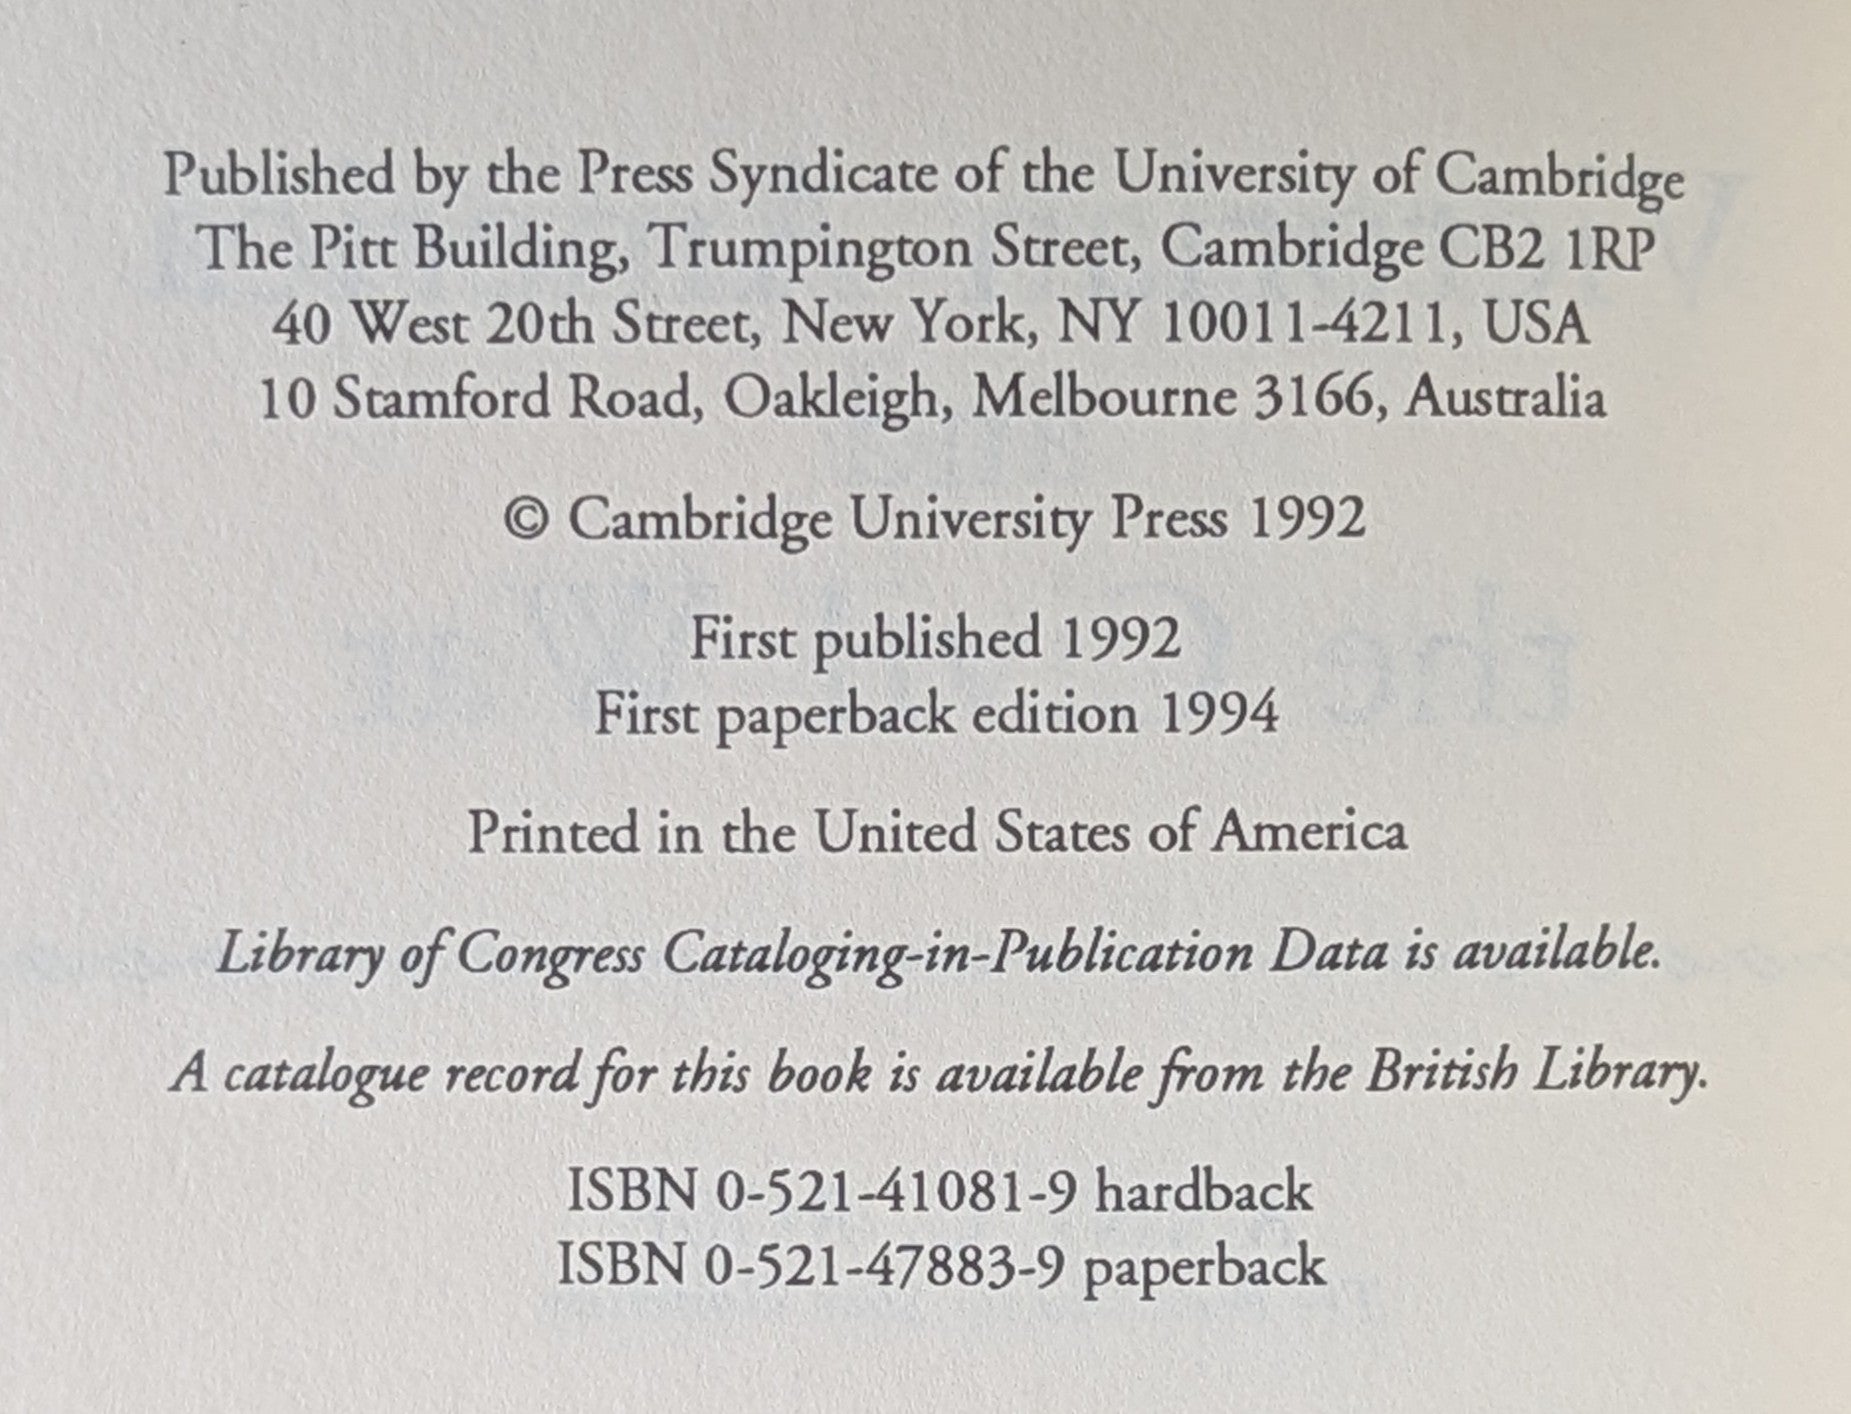 Published by the Press Syndicate of the University of Cambridge
The Pitt Building, Trumpington Street, Cambridge CB2 1RP
40 West 20th Street, New York, NY 10011-4211, USA
10 Stamford Road, Oakleigh, Melbourne 3166, Australia
© Cambridge University Press 1992
First published 1992
First paperback edition 1994
Printed in the United States of America
Library of Congress Cataloging-in-Publication Data is available.
A catalogue record for this book is available from the British Library.
ISBN 0-521-41081-9 hardback
ISBN 0-521-47883-9 paperback